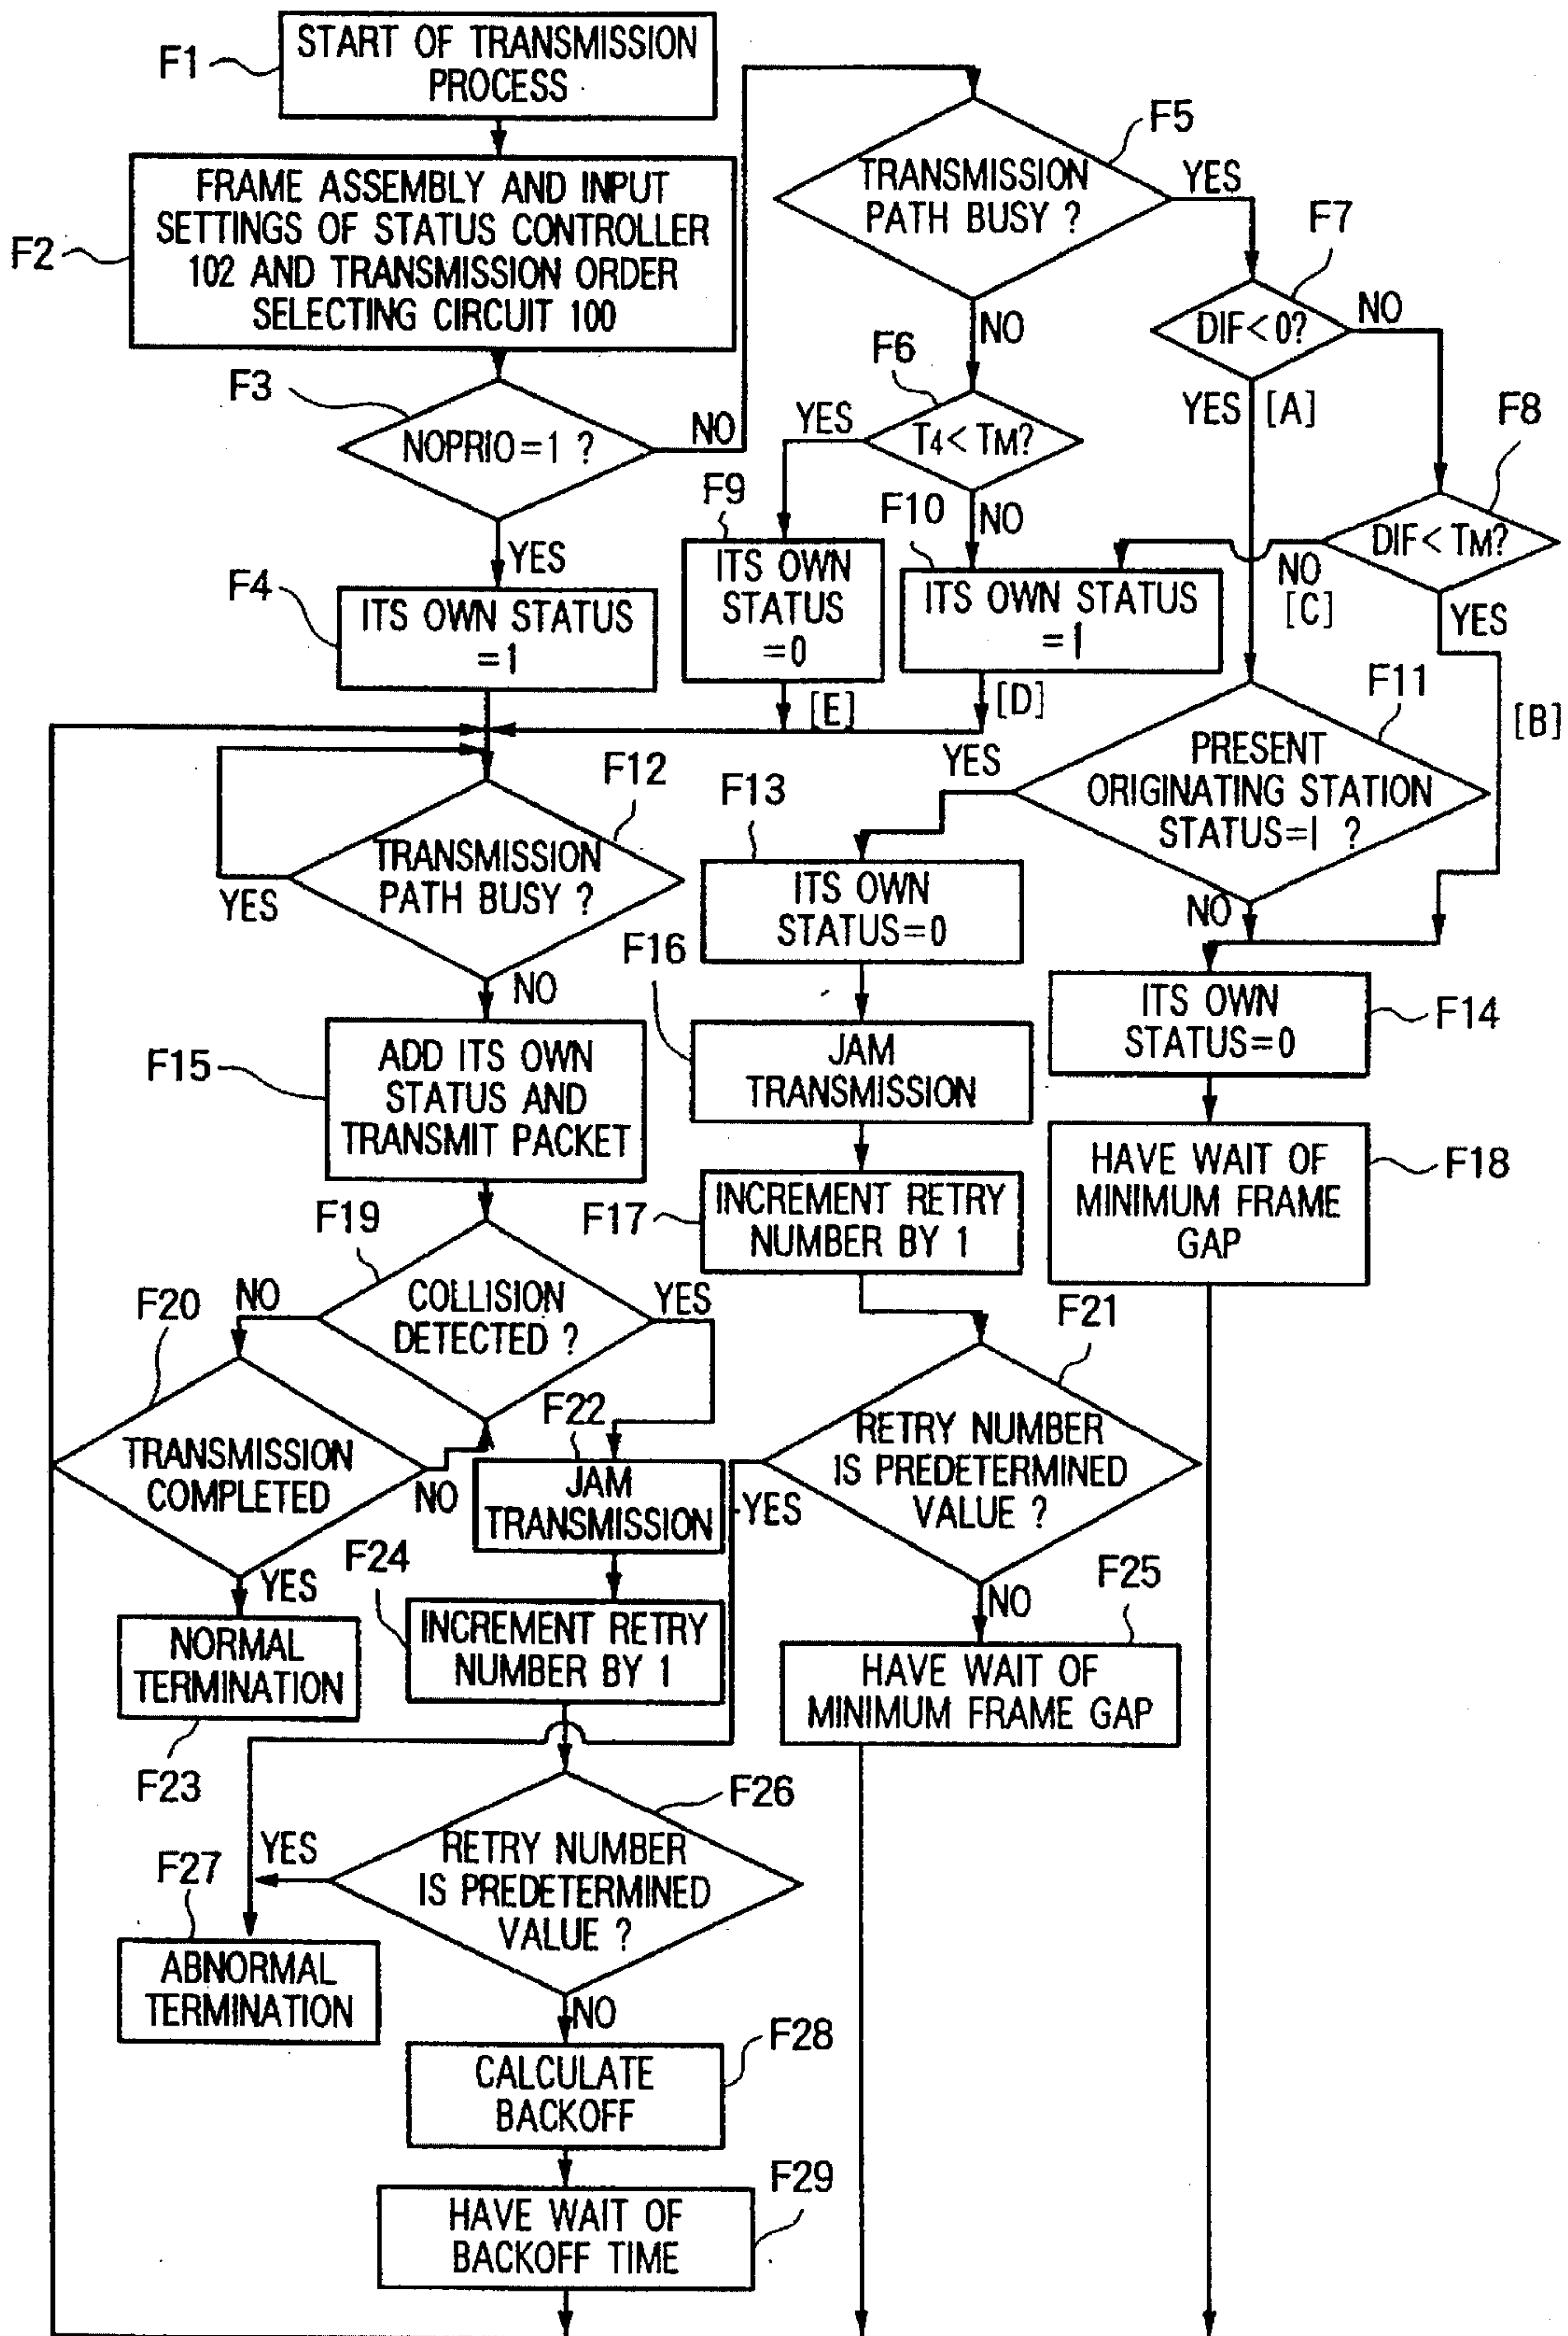 F1
START OF TRANSMISSION
PROCESS
F2
FRAME ASSEMBLY AND INPUT
SETTINGS OF STATUS CONTROLLER
102 AND TRANSMISSION ORDER
SELECTING CIRCUIT 100
F3
NOPRIO=1 ?
NO
YES
F4
ITS OWN STATUS
=1
F5
TRANSMISSION
PATH BUSY ?
YES
NO
F6
T4<TM?
YES
NO
F7
DIF<0?
NO
YES
[A]
F8
DIF<TM?
NO
[C]
YES
[B]
F9
ITS OWN
STATUS
=0
[E]
F10
ITS OWN STATUS
=1
[D]
F11
PRESENT
ORIGINATING STATION
STATUS=1 ?
YES
NO
F12
TRANSMISSION
PATH BUSY ?
YES
NO
F13
ITS OWN
STATUS=0
F14
ITS OWN
STATUS=0
F15
ADD ITS OWN
STATUS AND
TRANSMIT PACKET
F16
JAM
TRANSMISSION
F17
INCREMENT RETRY
NUMBER BY 1
F18
HAVE WAIT OF
MINIMUM FRAME
GAP
F19
COLLISION
DETECTED ?
NO
YES
F20
TRANSMISSION
COMPLETED
NO
YES
F21
RETRY NUMBER
IS PREDETERMINED
VALUE ?
YES
NO
F22
JAM
TRANSMISSION
F23
NORMAL
TERMINATION
F24
INCREMENT RETRY
NUMBER BY 1
F25
HAVE WAIT OF
MINIMUM FRAME GAP
F26
RETRY NUMBER
IS PREDETERMINED
VALUE ?
YES
NO
F27
ABNORMAL
TERMINATION
F28
CALCULATE
BACKOFF
F29
HAVE WAIT OF
BACKOFF TIME